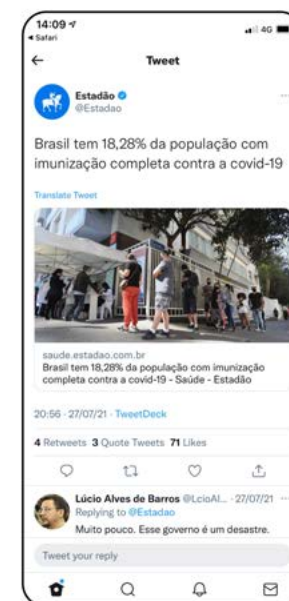 14:09
4G
Safari
Tweet
Estadão
@Estadao
Brasil tem 18,28% da população com
imunização completa contra a covid-19
Translate Tweet
saude.estadao.com.br
Brasil tem 18,28% da população com imunização
completa contra a covid-19 - Saúde - Estadão
20:56 · 27/07/21 · TweetDeck
4 Retweets 3 Quote Tweets 71 Likes
Lúcio Alves de Barros @LcioAl... · 27/07/21
Replying to @Estadao
Muito pouco. Esse governo é um desastre.
Tweet your reply